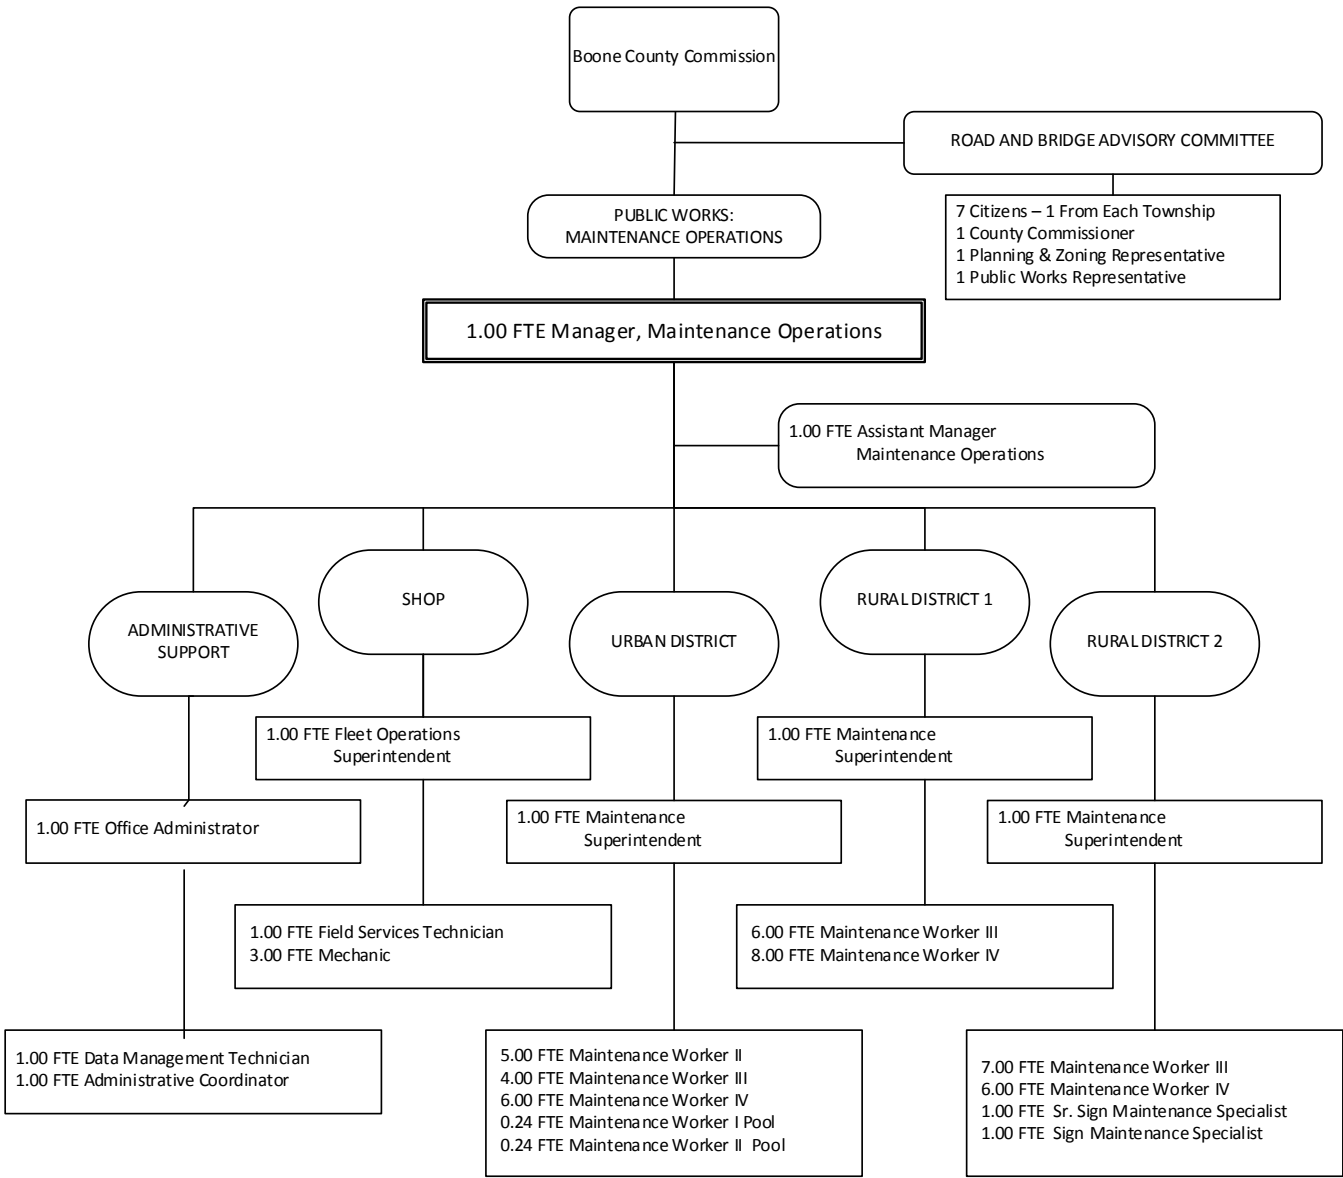 Boone County Commission
ROAD AND BRIDGE ADVISORY COMMITTEE
7 Citizens – 1 From Each Township
1 County Commissioner
1 Planning & Zoning Representative
1 Public Works Representative
PUBLIC WORKS:
MAINTENANCE OPERATIONS
1.00 FTE Manager, Maintenance Operations
1.00 FTE Assistant Manager
Maintenance Operations
ADMINISTRATIVE
SUPPORT
SHOP
URBAN DISTRICT
RURAL DISTRICT 1
RURAL DISTRICT 2
1.00 FTE Office Administrator
1.00 FTE Fleet Operations
Superintendent
1.00 FTE Maintenance
Superintendent
1.00 FTE Maintenance
Superintendent
1.00 FTE Maintenance
Superintendent
1.00 FTE Data Management Technician
1.00 FTE Administrative Coordinator
1.00 FTE Field Services Technician
3.00 FTE Mechanic
5.00 FTE Maintenance Worker II
4.00 FTE Maintenance Worker III
6.00 FTE Maintenance Worker IV
0.24 FTE Maintenance Worker I Pool
0.24 FTE Maintenance Worker II Pool
6.00 FTE Maintenance Worker III
8.00 FTE Maintenance Worker IV
7.00 FTE Maintenance Worker III
6.00 FTE Maintenance Worker IV
1.00 FTE Sr. Sign Maintenance Specialist
1.00 FTE Sign Maintenance Specialist